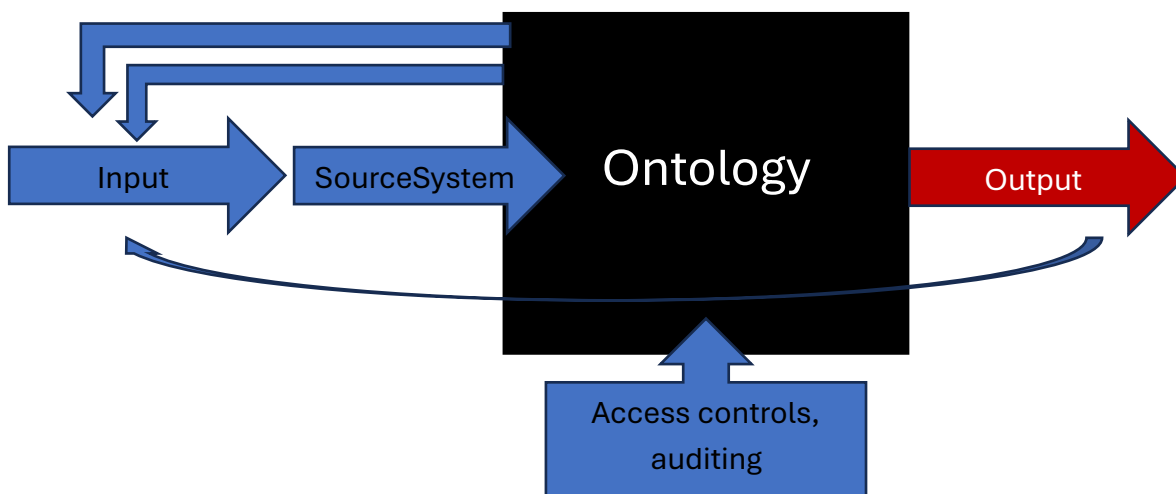 Input
SourceSystem
Ontology
Output
Access controls,
auditing